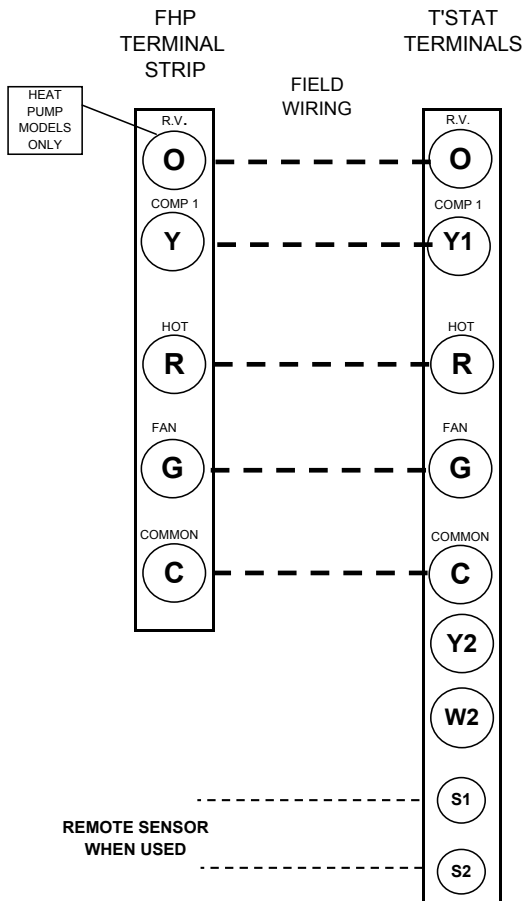 FHP
TERMINAL
STRIP
T'STAT
TERMINALS
FIELD
WIRING
HEAT
PUMP
MODELS
ONLY
R.V.
O
R.V.
O
COMP 1
Y
COMP 1
Y1
HOT
R
HOT
R
FAN
G
FAN
G
COMMON
C
COMMON
C
Y2
W2
S1
REMOTE SENSOR
WHEN USED
S2